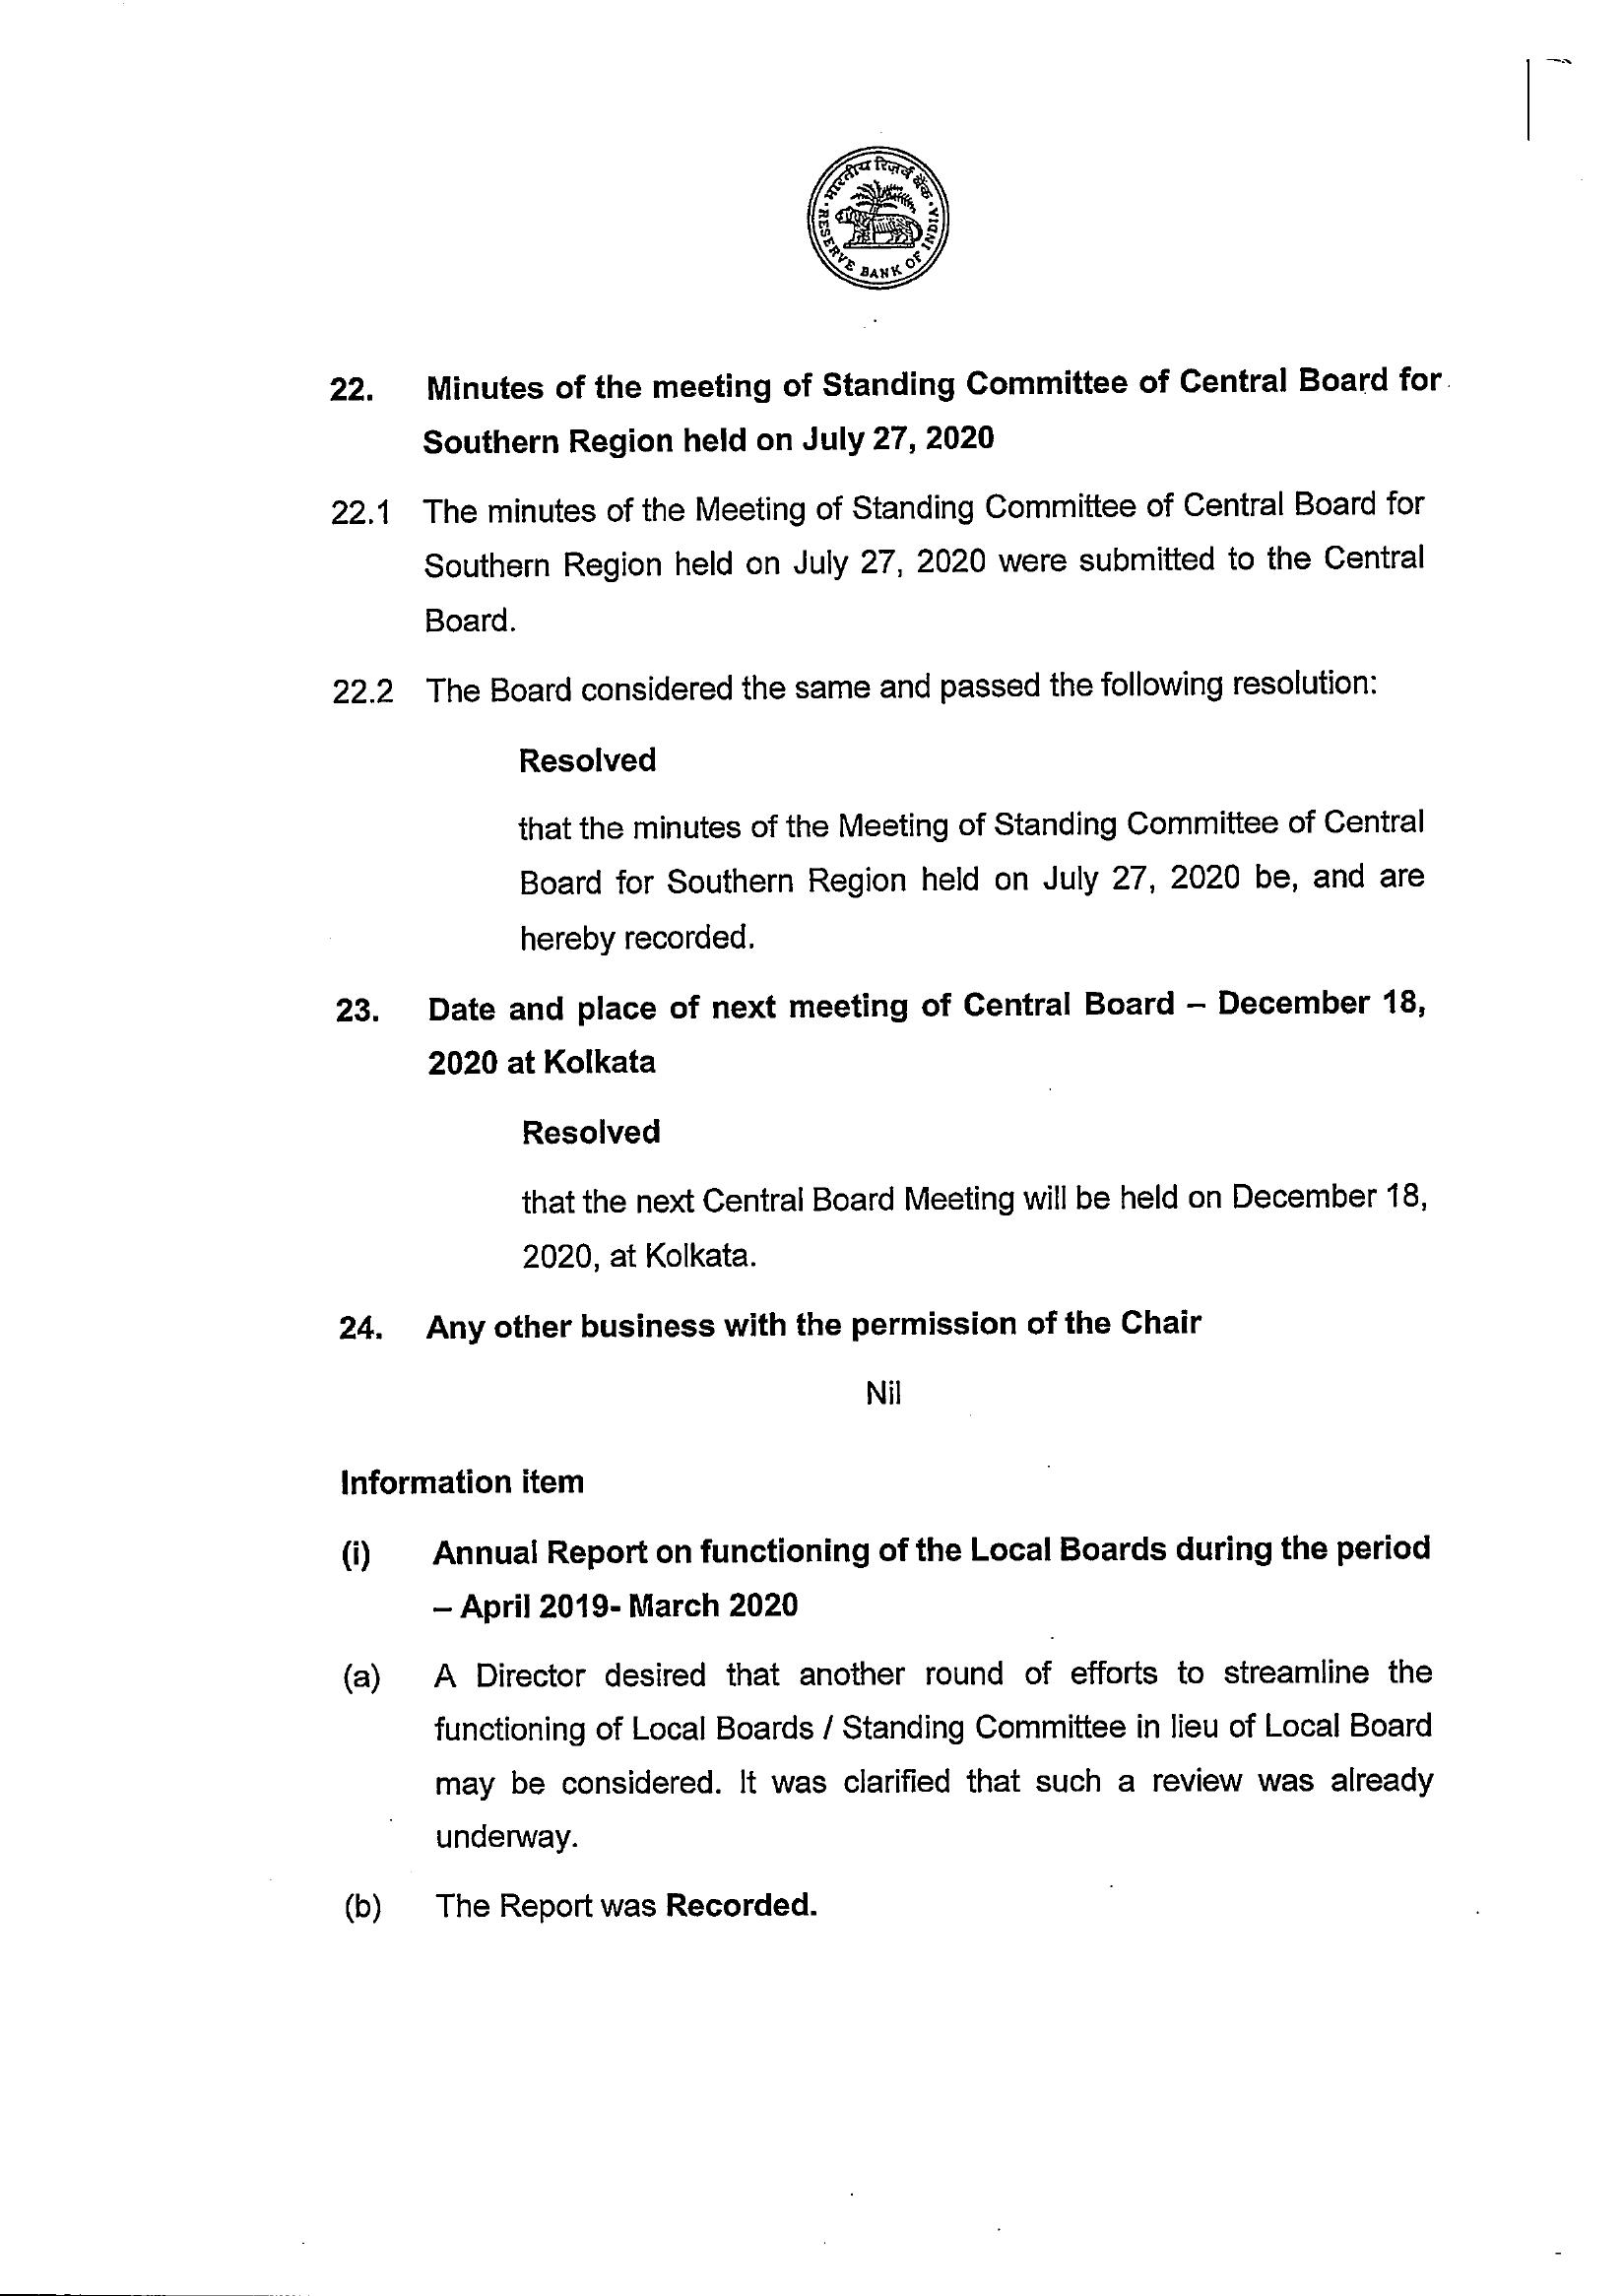 भारतीय रिज़र्व बैंक
RESERVE BANK OF INDIA
22. Minutes of the meeting of Standing Committee of Central Board for
Southern Region held on July 27, 2020
22.1 The minutes of the Meeting of Standing Committee of Central Board for
Southern Region held on July 27, 2020 were submitted to the Central
Board.
22.2 The Board considered the same and passed the following resolution:
Resolved
that the minutes of the Meeting of Standing Committee of Central
Board for Southern Region held on July 27, 2020 be, and are
hereby recorded.
23. Date and place of next meeting of Central Board – December 18,
2020 at Kolkata
Resolved
that the next Central Board Meeting will be held on December 18,
2020, at Kolkata.
24. Any other business with the permission of the Chair
Nil
Information item
(i) Annual Report on functioning of the Local Boards during the period
– April 2019- March 2020
(a) A Director desired that another round of efforts to streamline the
functioning of Local Boards / Standing Committee in lieu of Local Board
may be considered. It was clarified that such a review was already
underway.
(b) The Report was Recorded.